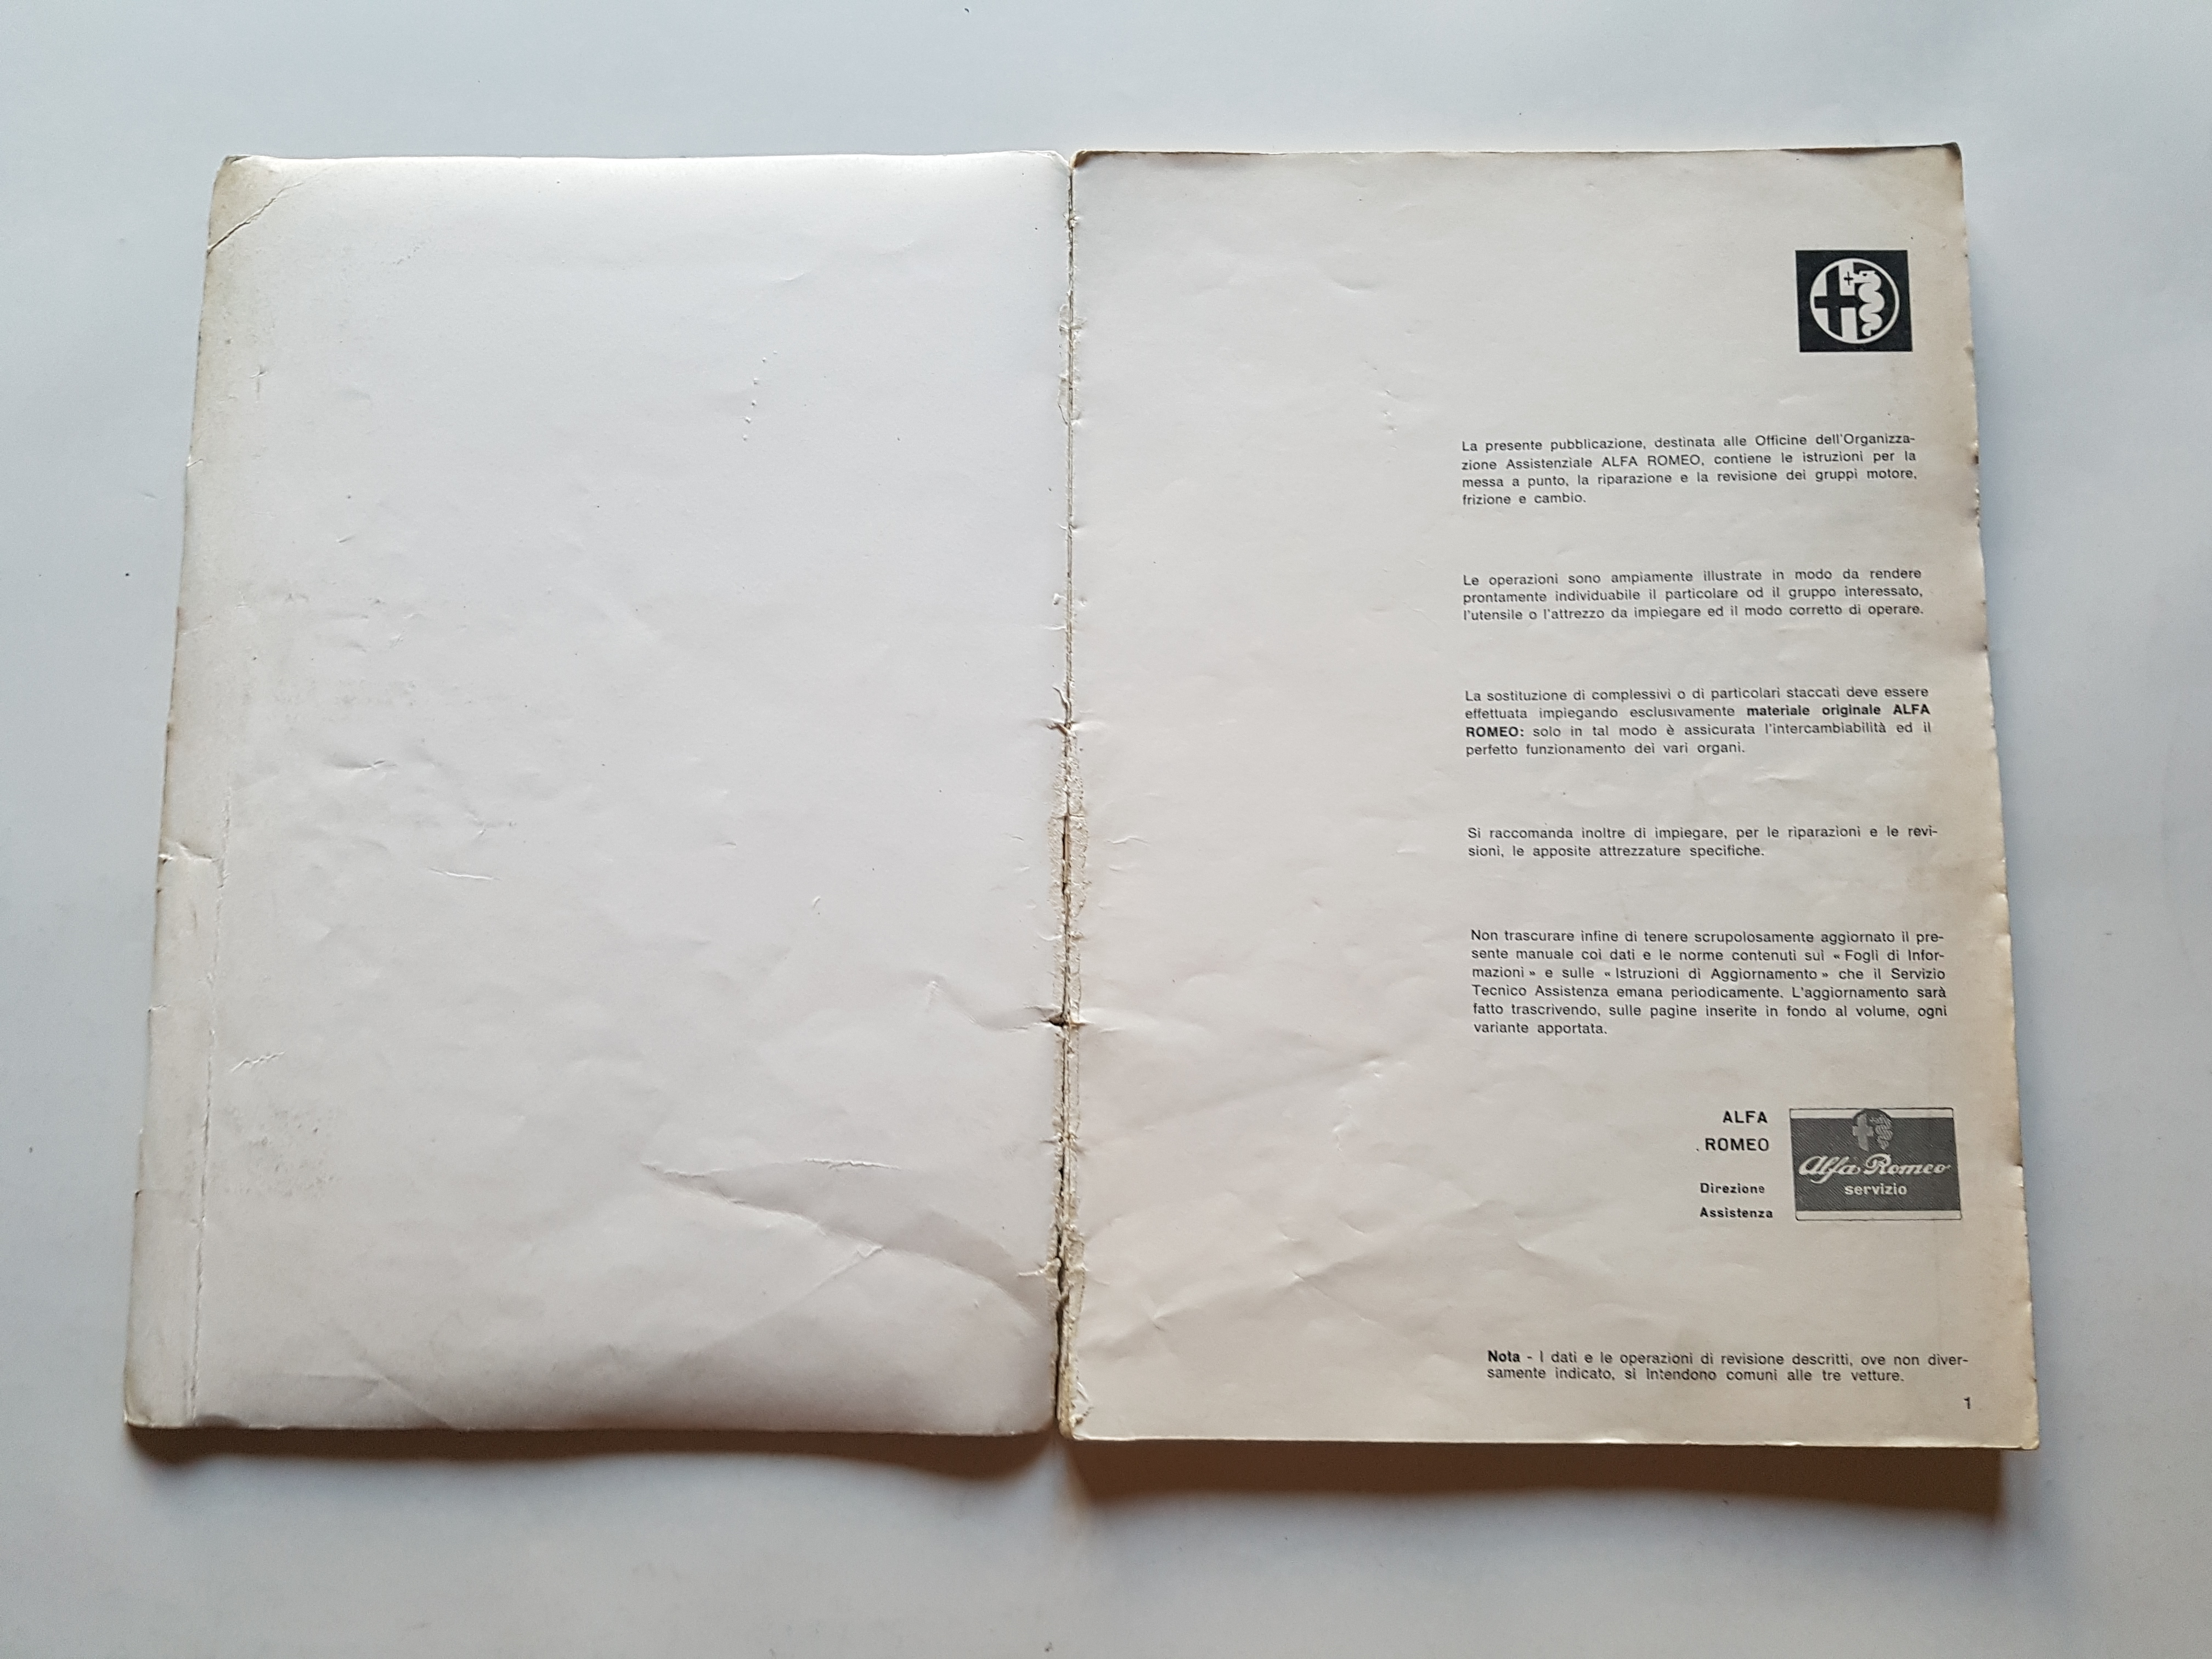 La presente pubblicazione, destinata alle Officine dell'Organizza-
zione Assistenziale ALFA ROMEO, contiene le istruzioni per la
messa a punto, la riparazione e la revisione dei gruppi motore,
frizione e cambio.
Le operazioni sono ampiamente illustrate in modo da rendere
prontamente individuabile il particolare od il gruppo interessato,
l'utensile o l'attrezzo da impiegare ed il modo corretto di operare.
La sostituzione di complessivi o di particolari staccati deve essere
effettuata impiegando esclusivamente materiale originale ALFA
ROMEO: solo in tal modo è assicurata l'intercambiabilità ed il
perfetto funzionamento dei vari organi.
Si raccomanda inoltre di impiegare, per le riparazioni e le revi-
sioni, le apposite attrezzature specifiche.
Non trascurare infine di tenere scrupolosamente aggiornato il pre-
sente manuale coi dati e le norme contenuti sui « Fogli di Infor-
mazioni » e sulle « Istruzioni di Aggiornamento » che il Servizio
Tecnico Assistenza emana periodicamente. L'aggiornamento sarà
fatto trascrivendo, sulle pagine inserite in fondo al volume, ogni
variante apportata.
ALFA
ROMEO
Direzione
Assistenza
Alfa Romeo
servizio
Nota - I dati e le operazioni di revisione descritti, ove non diver-
samente indicato, si intendono comuni alle tre vetture.
1